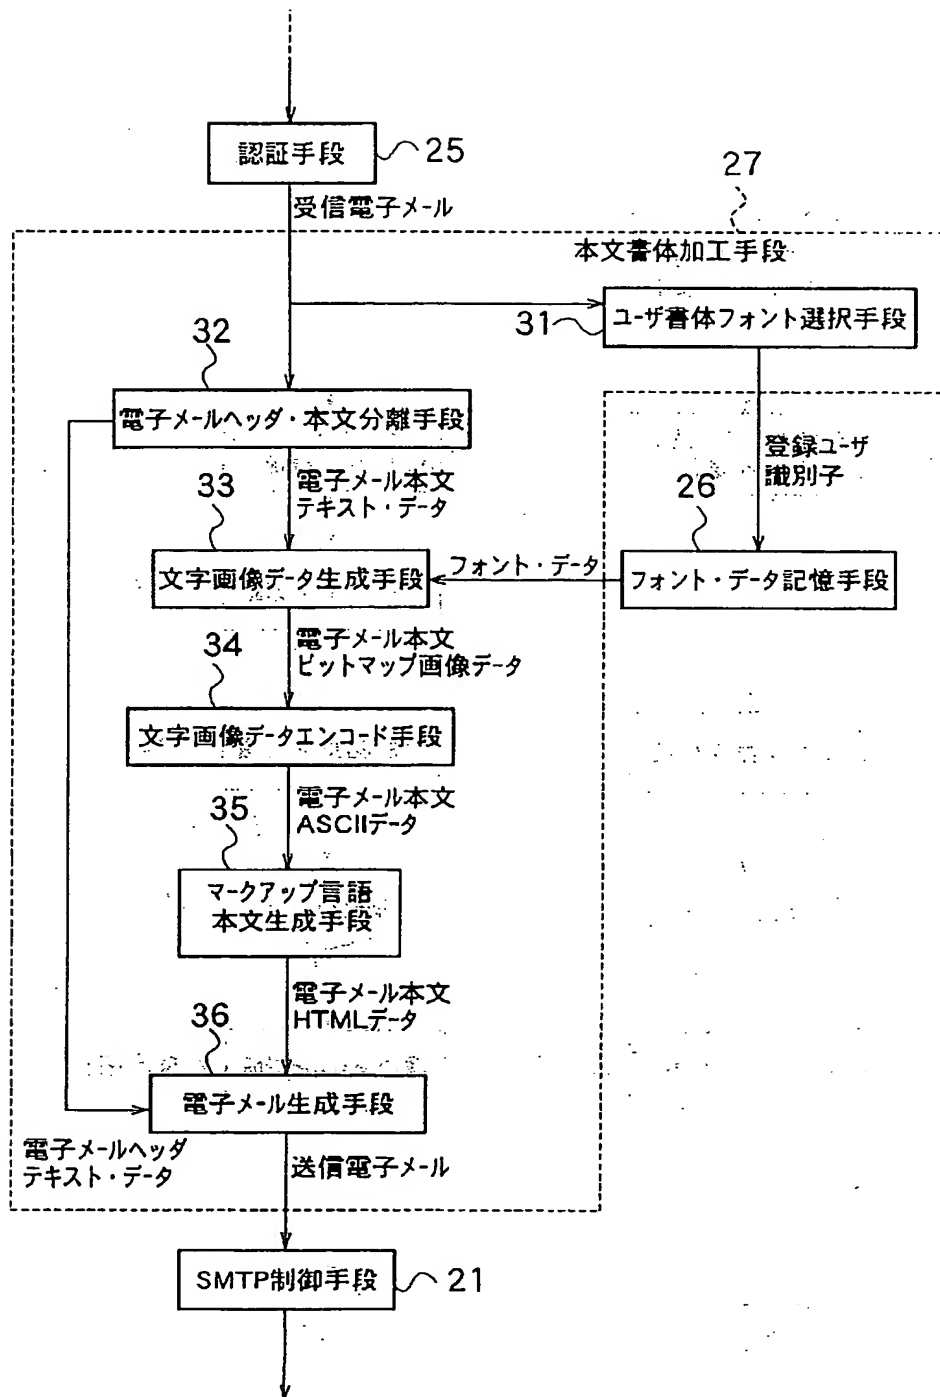 認証手段
25
受信電子メール
27
本文書体加工手段
31
ユーザ書体フォント選択手段
32
電子メールヘッダ・本文分離手段
登録ユーザ
識別子
電子メール本文
テキスト・データ
33
26
文字画像データ生成手段
フォント・データ
フォント・データ記憶手段
電子メール本文
ビットマップ画像データ
34
文字画像データエンコード手段
電子メール本文
ASCIIデータ
35
マークアップ言語
本文生成手段
電子メール本文
HTMLデータ
36
電子メール生成手段
電子メールヘッダ
テキスト・データ
送信電子メール
SMTP制御手段
21